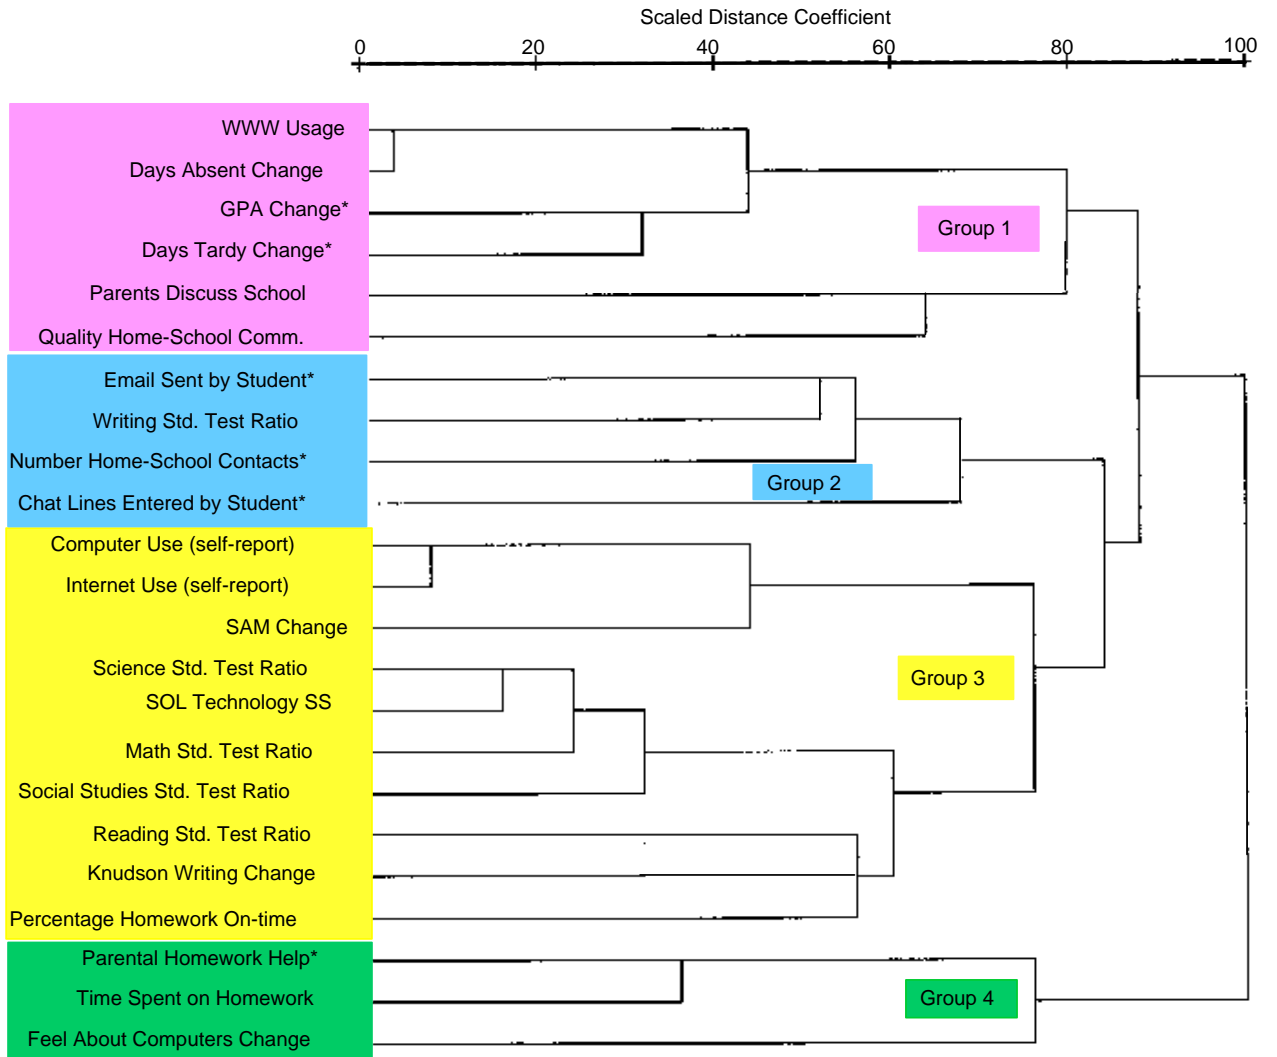 Scaled Distance Coefficient
0 20 40 60 80 100
WWW Usage
Days Absent Change
GPA Change*
Group 1
Days Tardy Change*
Parents Discuss School
Quality Home-School Comm.
Email Sent by Student*
Writing Std. Test Ratio
Number Home-School Contacts*
Group 2
Chat Lines Entered by Student*
Computer Use (self-report)
Internet Use (self-report)
SAM Change
Science Std. Test Ratio
Group 3
SOL Technology SS
Math Std. Test Ratio
Social Studies Std. Test Ratio
Reading Std. Test Ratio
Knudson Writing Change
Percentage Homework On-time
Parental Homework Help*
Time Spent on Homework
Group 4
Feel About Computers Change